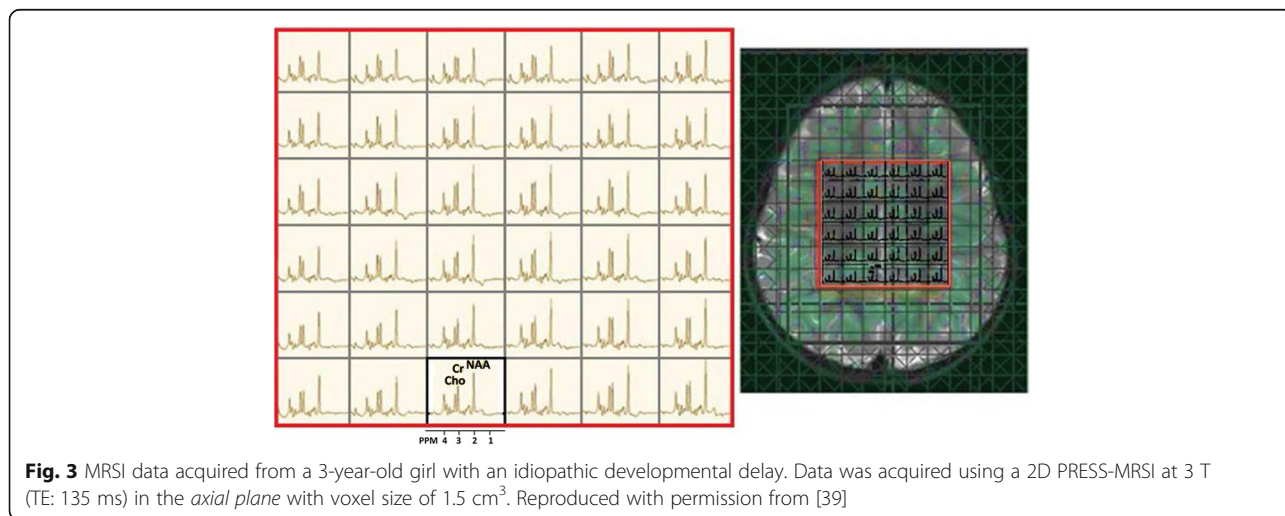 Cr NAA
Cho
PPM 4 3 2 1
Fig. 3 MRSI data acquired from a 3-year-old girl with an idiopathic developmental delay. Data was acquired using a 2D PRESS-MRSI at 3 T
(TE: 135 ms) in the axial plane with voxel size of 1.5 cm³. Reproduced with permission from [39]